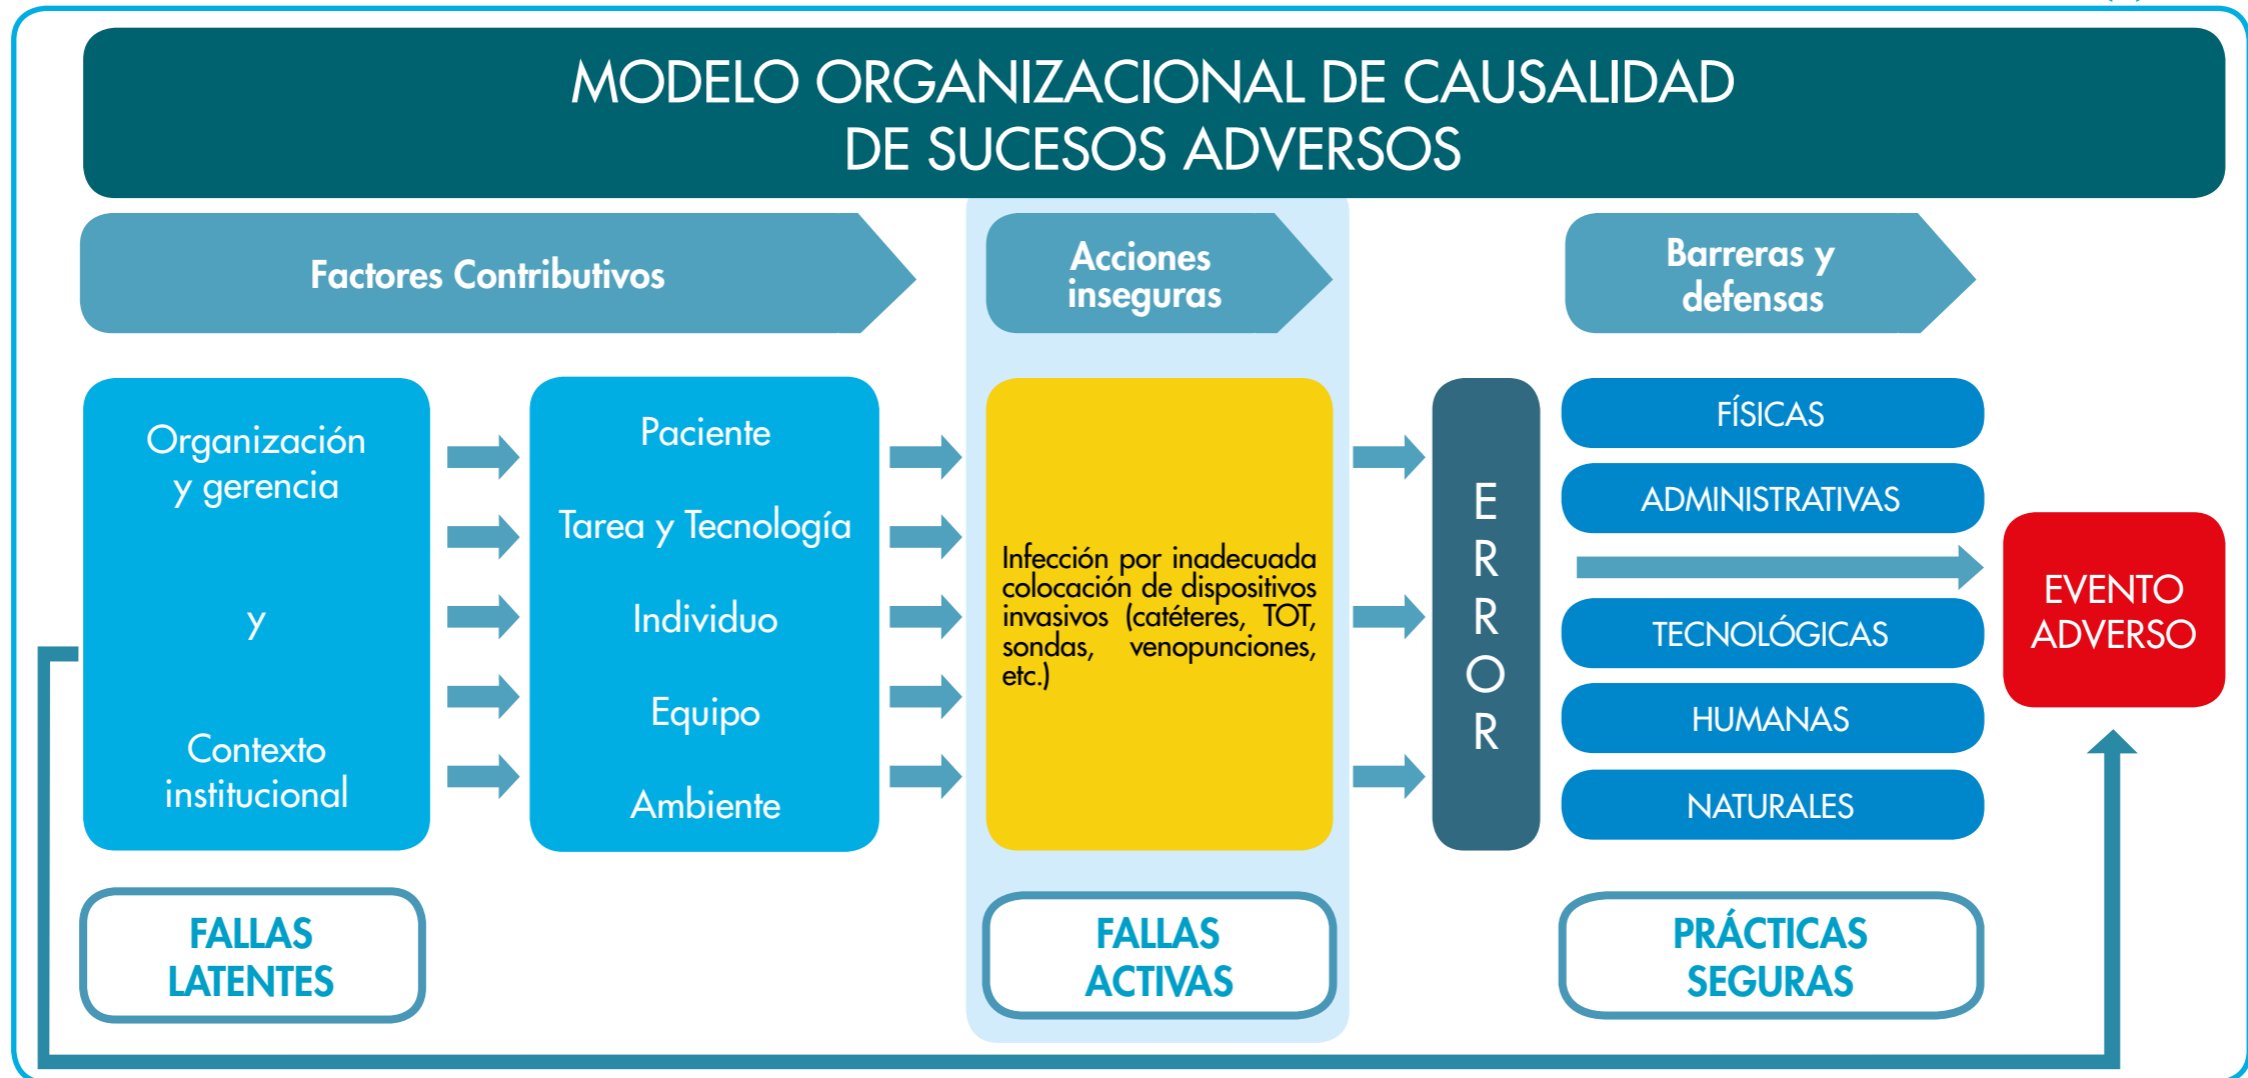 MODELO ORGANIZACIONAL DE CAUSALIDAD
DE SUCESOS ADVERSOS
Factores Contributivos
Acciones
inseguras
Barreras y
defensas
Organización
y gerencia
y
Contexto
institucional
Paciente
Tarea y Tecnología
Individuo
Equipo
Ambiente
Infección por inadecuada
colocación de dispositivos
invasivos (catéteres, TOT,
sondas, venopunciones,
etc.)
E
R
R
O
R
FÍSICAS
ADMINISTRATIVAS
TECNOLÓGICAS
HUMANAS
NATURALES
EVENTO
ADVERSO
FALLAS
LATENTES
FALLAS
ACTIVAS
PRÁCTICAS
SEGURAS